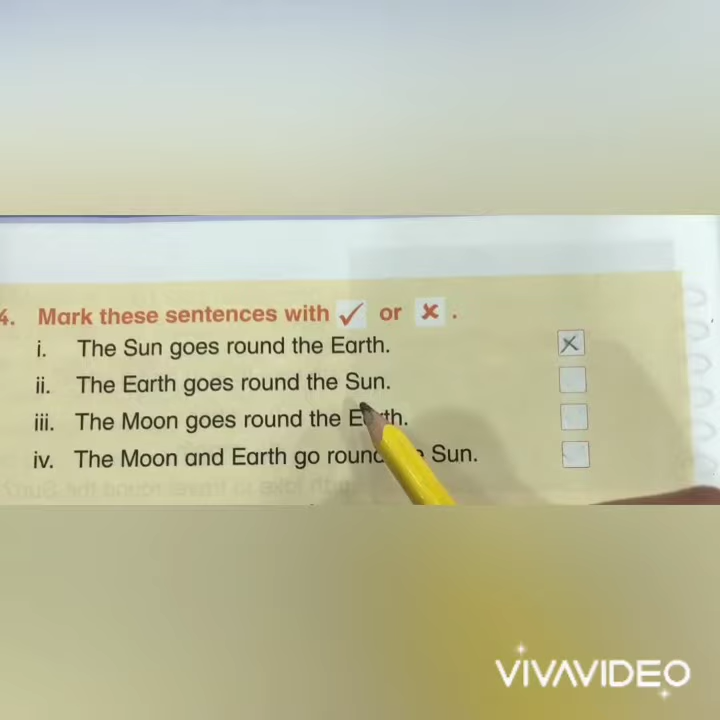 4. Mark these sentences with ✓ or ✗ .
i. The Sun goes round the Earth.
ii. The Earth goes round the Sun.
iii. The Moon goes round the
iv. The Moon and Earth go Sun.
VIVAVIDEO